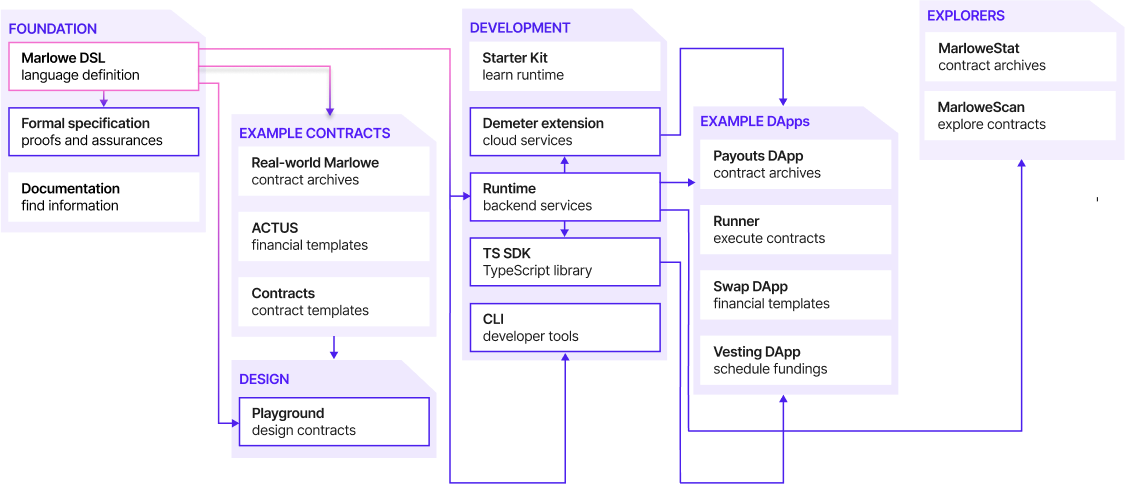 FOUNDATION
Marlowe DSL
language definition
Formal specification
proofs and assurances
Documentation
find information
EXAMPLE CONTRACTS
Real-world Marlowe
contract archives
ACTUS
financial templates
Contracts
contract templates
DESIGN
Playground
design contracts
DEVELOPMENT
Starter Kit
learn runtime
Demeter extension
cloud services
Runtime
backend services
TS SDK
TypeScript library
CLI
developer tools
EXAMPLE DApps
Payouts DApp
contract archives
Runner
execute contracts
Swap DApp
financial templates
Vesting DApp
schedule fundings
EXPLORERS
MarloweStat
contract archives
MarloweScan
explore contracts
'